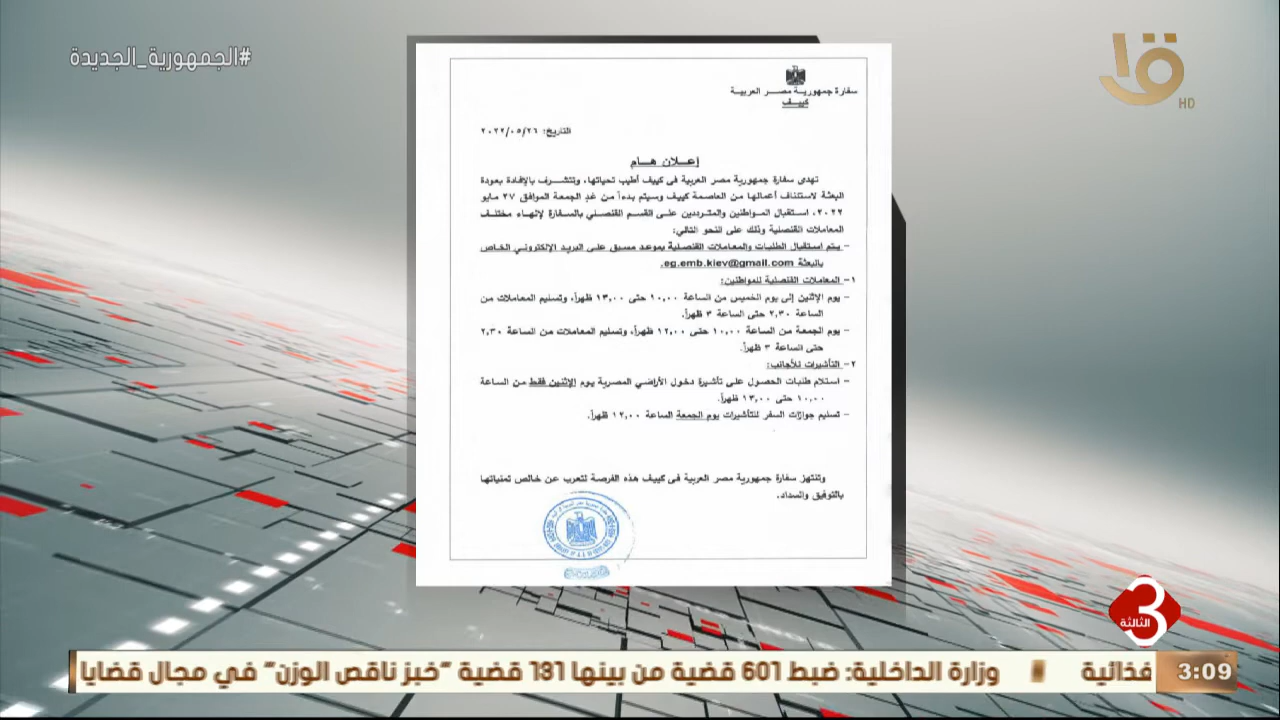 #الجمهورية_الجديدة
HD
سفارة جمهورية مصر العربية
كييف
التاريخ: ٢٠٢٢/٠٥/٢٦
إعلان هام
تهدى سفارة جمهورية مصر العربية فى كييف أطيب تحياتها، وتتشرف بالإفادة بعودة
البعثة لاستئناف أعمالها من العاصمة كييف وسيتم بدءاً من غدٍ الجمعة الموافق ٢٧ مايو
٢٠٢٢، استقبال المواطنين والمترددين على القسم القنصلي بالسفارة لإنهاء مختلف
المعاملات القنصلية وذلك على النحو التالي:
- يتم استقبال الطلبات والمعاملات القنصلية بموعد مسبق على البريد الإلكتروني الخاص
بالبعثة eg.emb.kiev@gmail.com.
١- المعاملات القنصلية للمواطنين:
- يوم الإثنين إلى يوم الخميس من الساعة ١٠,٠٠ حتى ١٣,٠٠ ظهراً، وتسليم المعاملات من
الساعة ٢,٣٠ حتى الساعة ٣ ظهراً.
- يوم الجمعة من الساعة ١٠,٠٠ حتى ١٢,٠٠ ظهراً، وتسليم المعاملات من الساعة ٢,٣٠
حتى الساعة ٣ ظهراً.
٢- التأشيرات للأجانب:
- استلام طلبات الحصول على تأشيرة دخول الأراضي المصرية يوم الإثنين فقط من الساعة
١٠,٠٠ حتى ١٣,٠٠ ظهراً.
- تسليم جوازات السفر للتأشيرات يوم الجمعة الساعة ١٢,٠٠ ظهراً.
وتنتهز سفارة جمهورية مصر العربية فى كييف هذه الفرصة لتعرب عن خالص تمنياتها
بالتوفيق والسداد.
3 الثالثة
3:09
غذائية وزارة الداخلية: ضبط 601 قضية من بينها 131 قضية "خبز ناقص الوزن" في مجال قضايا